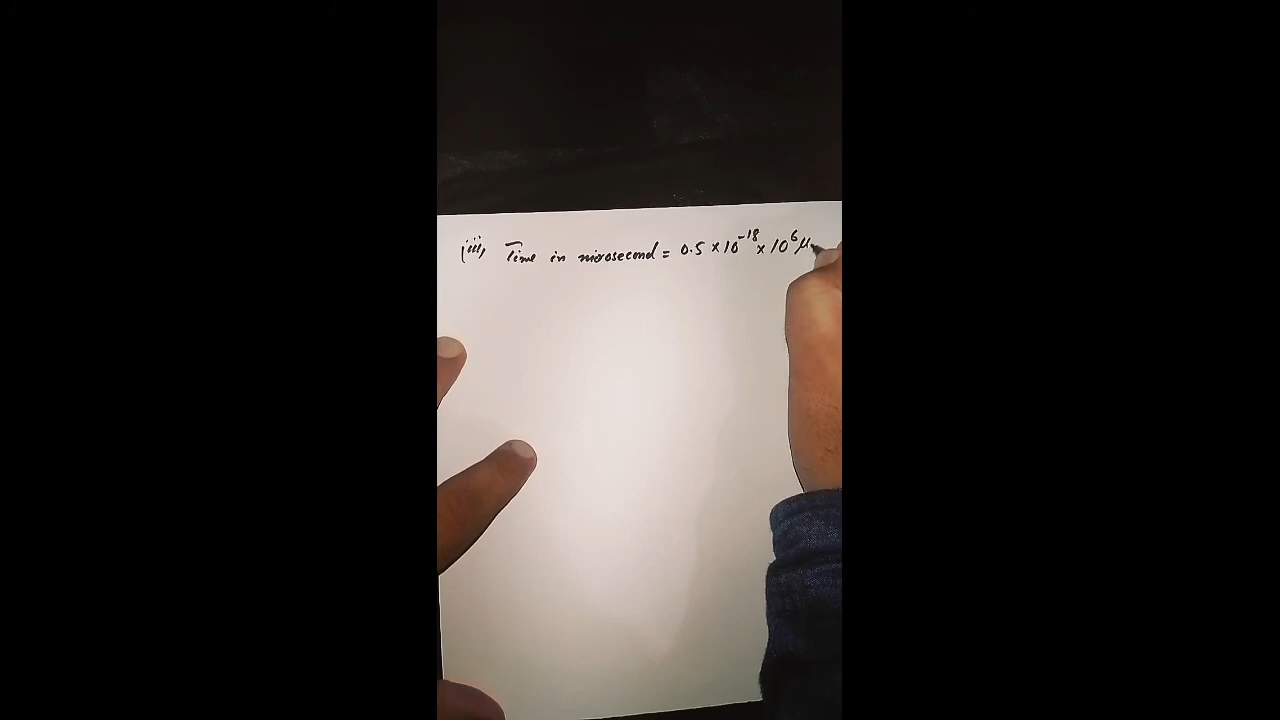 (iii) Time in microsecond = 0.5 × 10⁻¹⁸ × 10⁶ μ